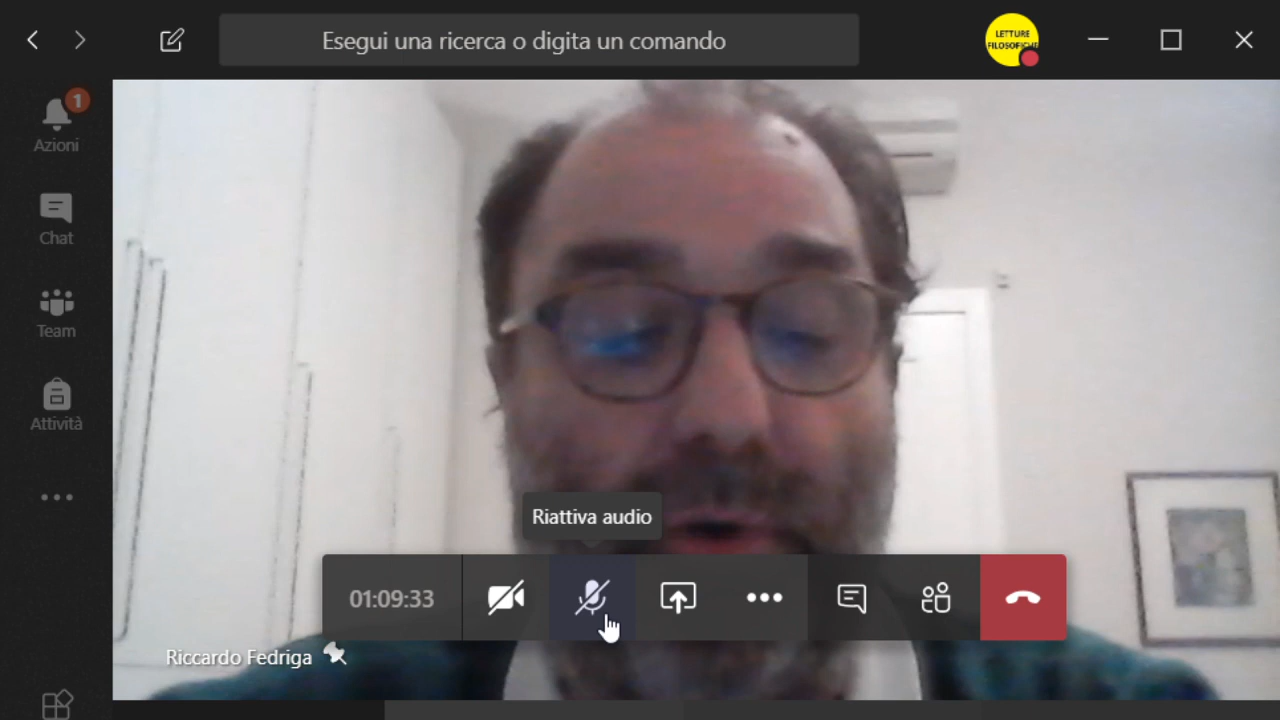 Esegui una ricerca o digita un comando
LETTURE
FILOSOFICHE
1
Azioni
Chat
Team
Attività
Riattiva audio
01:09:33
Riccardo Fedriga